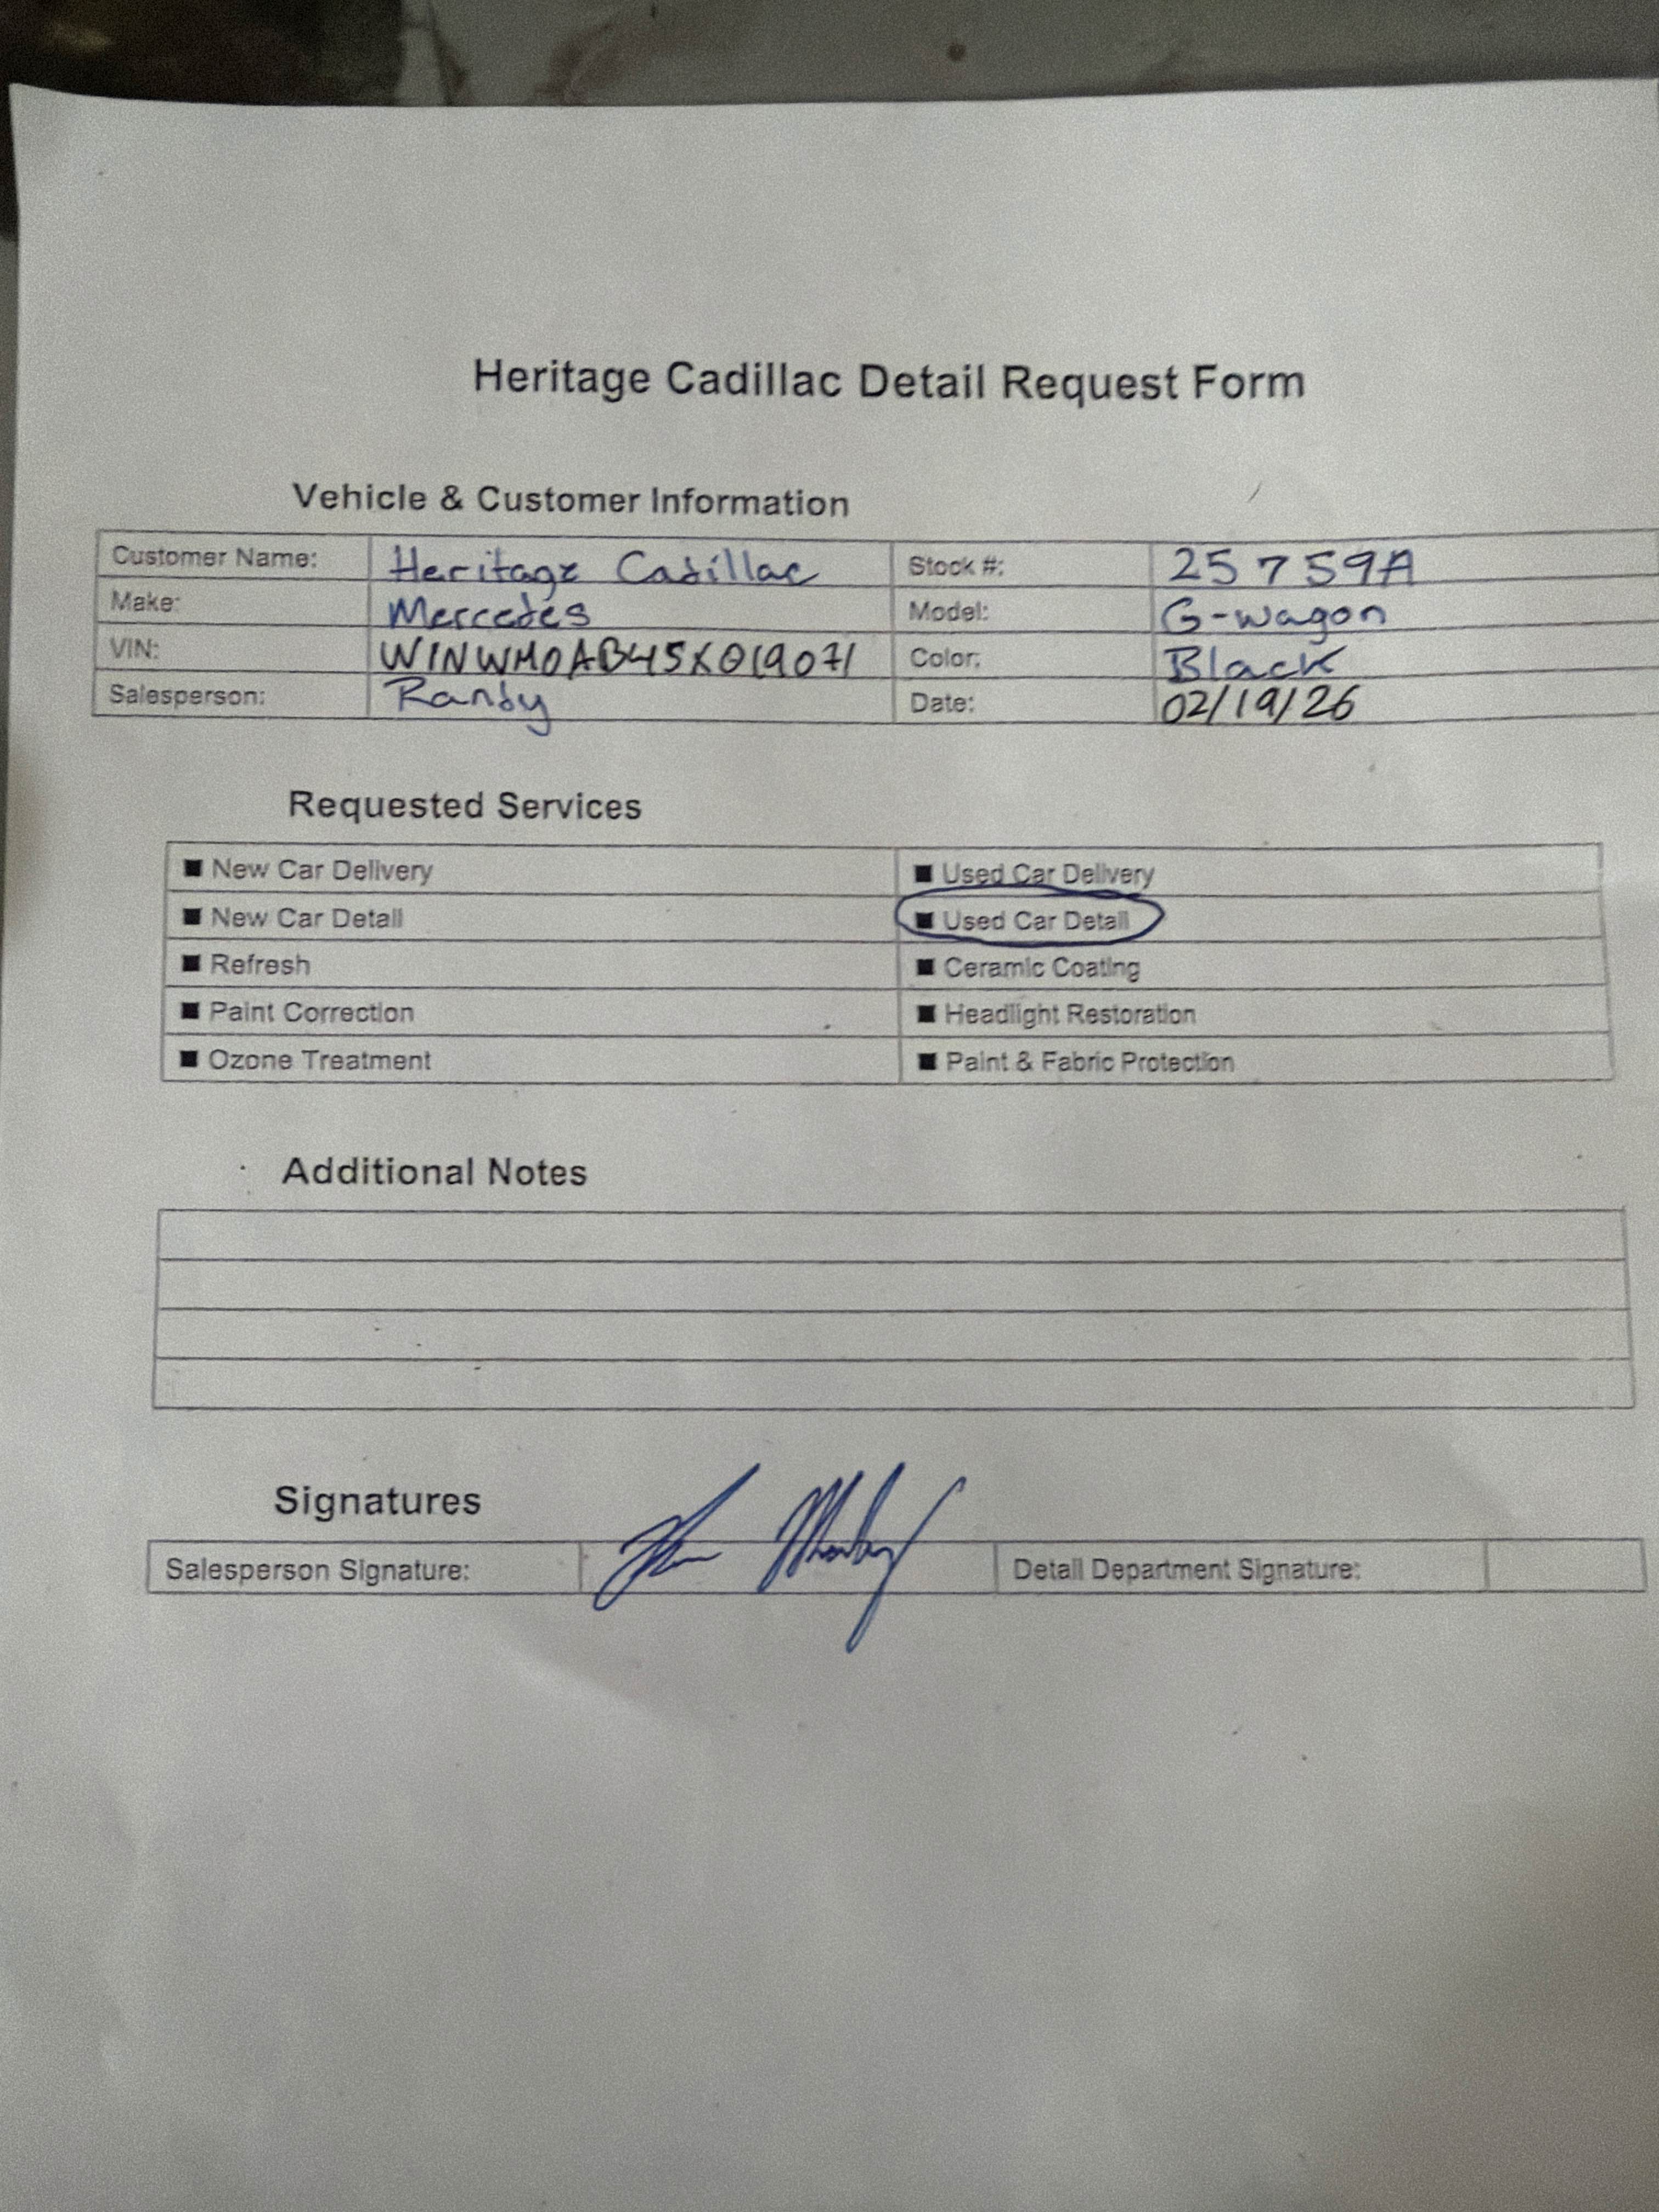 Heritage Cadillac Detail Request Form
Vehicle & Customer Information
Customer Name: Heritage Cadillac Stock #: 25759A
Make: Mercedes Model: G-wagon
VIN: W1NWM0AB4SX019071 Color: Black
Salesperson: Randy Date: 02/19/26
Requested Services
■ New Car Delivery ■ Used Car Delivery
■ New Car Detail ■ Used Car Detail
■ Refresh ■ Ceramic Coating
■ Paint Correction ■ Headlight Restoration
■ Ozone Treatment ■ Paint & Fabric Protection
Additional Notes
Signatures
Salesperson Signature: Detail Department Signature: